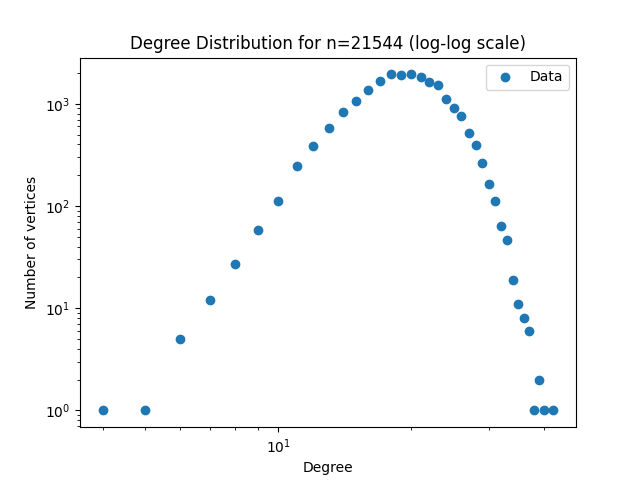 Degree Distribution for n=21544 (log-log scale)
Data
Number of vertices
10³
10²
10¹
10⁰
10¹
Degree